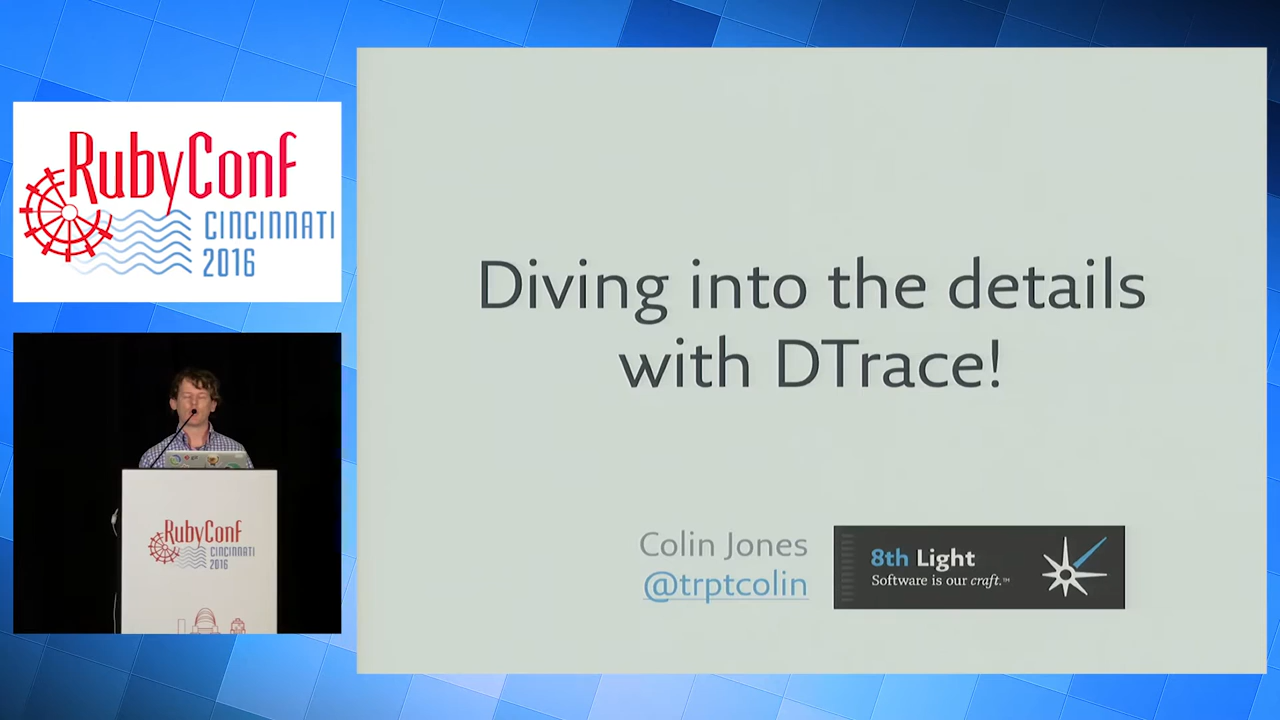 RubyConf
CINCINNATI
2016
RubyConf
CINCINNATI
2016
Diving into the details
with DTrace!
Colin Jones
@trptcolin
8th Light
Software is our craft.™